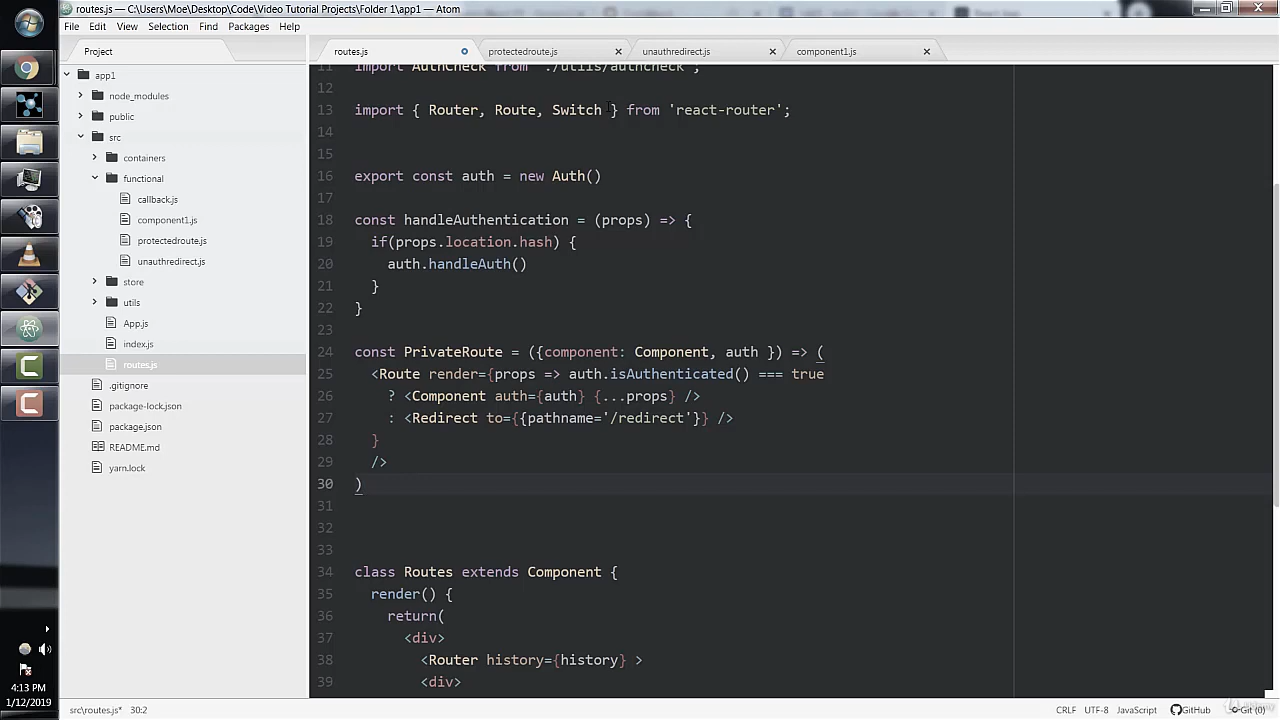 routes.js — C:\Users\Moe\Desktop\Code\Video Tutorial Projects\Folder 1\app1 — Atom
File Edit View Selection Find Packages Help
Project
routes.js protectedroute.js unauthredirect.js component1.js
app1
node_modules
public
src
containers
functional
callback.js
component1.js
protectedroute.js
unauthredirect.js
store
utils
App.js
index.js
routes.js
.gitignore
package-lock.json
package.json
README.md
yarn.lock
11 import AuthCheck from './utils/authcheck';
12
13 import { Router, Route, Switch } from 'react-router';
14
15
16 export const auth = new Auth()
17
18 const handleAuthentication = (props) => {
19 if(props.location.hash) {
20 auth.handleAuth()
21 }
22 }
23
24 const PrivateRoute = ({component: Component, auth }) => (
25 <Route render={props => auth.isAuthenticated() === true
26 ? <Component auth={auth} {...props} />
27 : <Redirect to={{pathname='/redirect'}} />
28 }
29 />
30 )
31
32
33
34 class Routes extends Component {
35 render() {
36 return(
37 <div>
38 <Router history={history} >
39 <div>
4:13 PM
1/12/2019
src\routes.js* 30:2
CRLF UTF-8 JavaScript GitHub Git (0)